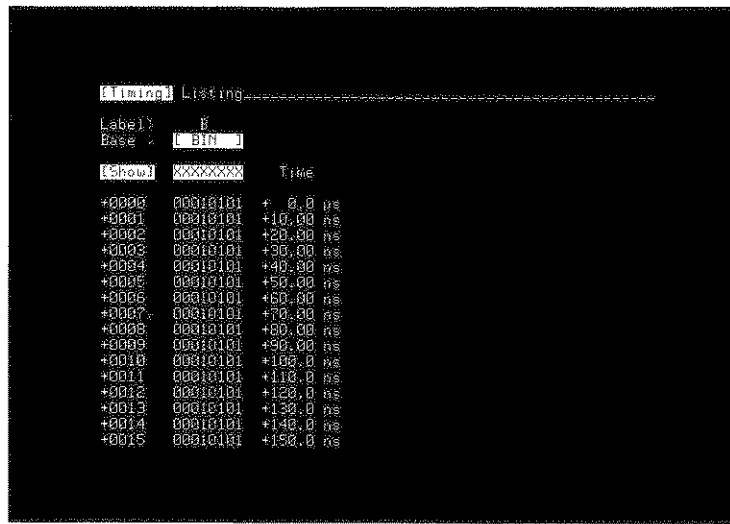 [Timing] Listing
Label> B
Base > [ BIN ]
[Show] XXXXXXXX Time
+0000 00010101 + 0.0 ps
+0001 00010101 +10.00 ns
+0002 00010101 +20.00 ns
+0003 00010101 +30.00 ns
+0004 00010101 +40.00 ns
+0005 00010101 +50.00 ns
+0006 00010101 +60.00 ns
+0007 00010101 +70.00 ns
+0008 00010101 +80.00 ns
+0009 00010101 +90.00 ns
+0010 00010101 +100.0 ns
+0011 00010101 +110.0 ns
+0012 00010101 +120.0 ns
+0013 00010101 +130.0 ns
+0014 00010101 +140.0 ns
+0015 00010101 +150.0 ns